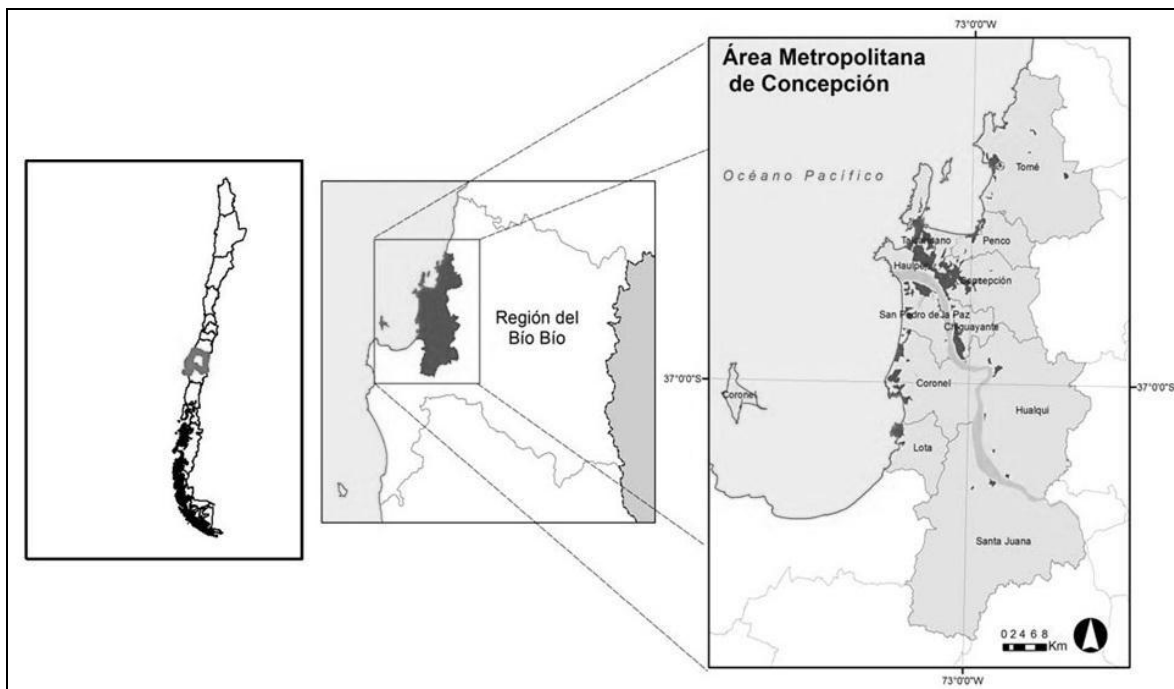 73°0'0"W
Área Metropolitana
de Concepción
Océano Pacífico
Tomé
Penco
Talcahuano
Hualpén
Concepción
San Pedro de la Paz
Chiguayante
37°0'0"S
37°0'0"S
Coronel
Coronel
Hualqui
Lota
Santa Juana
0 2 4 6 8
Km
73°0'0"W
Región del
Bío Bío